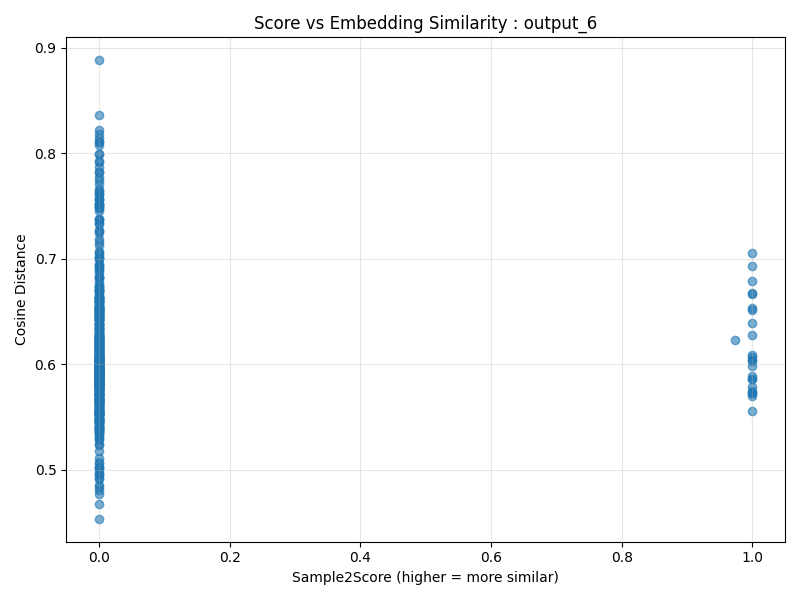 Score vs Embedding Similarity : output_6
Cosine Distance
0.9
0.8
0.7
0.6
0.5
0.0 0.2 0.4 0.6 0.8 1.0
Sample2Score (higher = more similar)